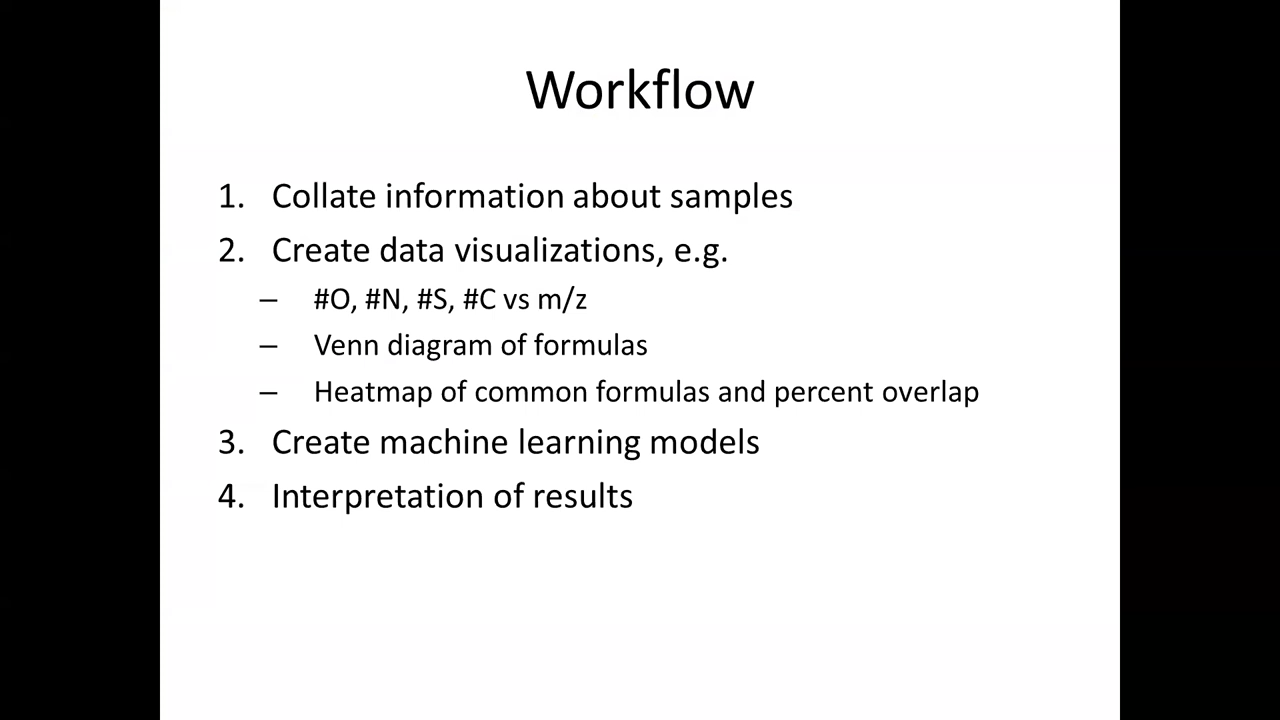 Workflow
1. Collate information about samples
2. Create data visualizations, e.g.
– #O, #N, #S, #C vs m/z
– Venn diagram of formulas
– Heatmap of common formulas and percent overlap
3. Create machine learning models
4. Interpretation of results